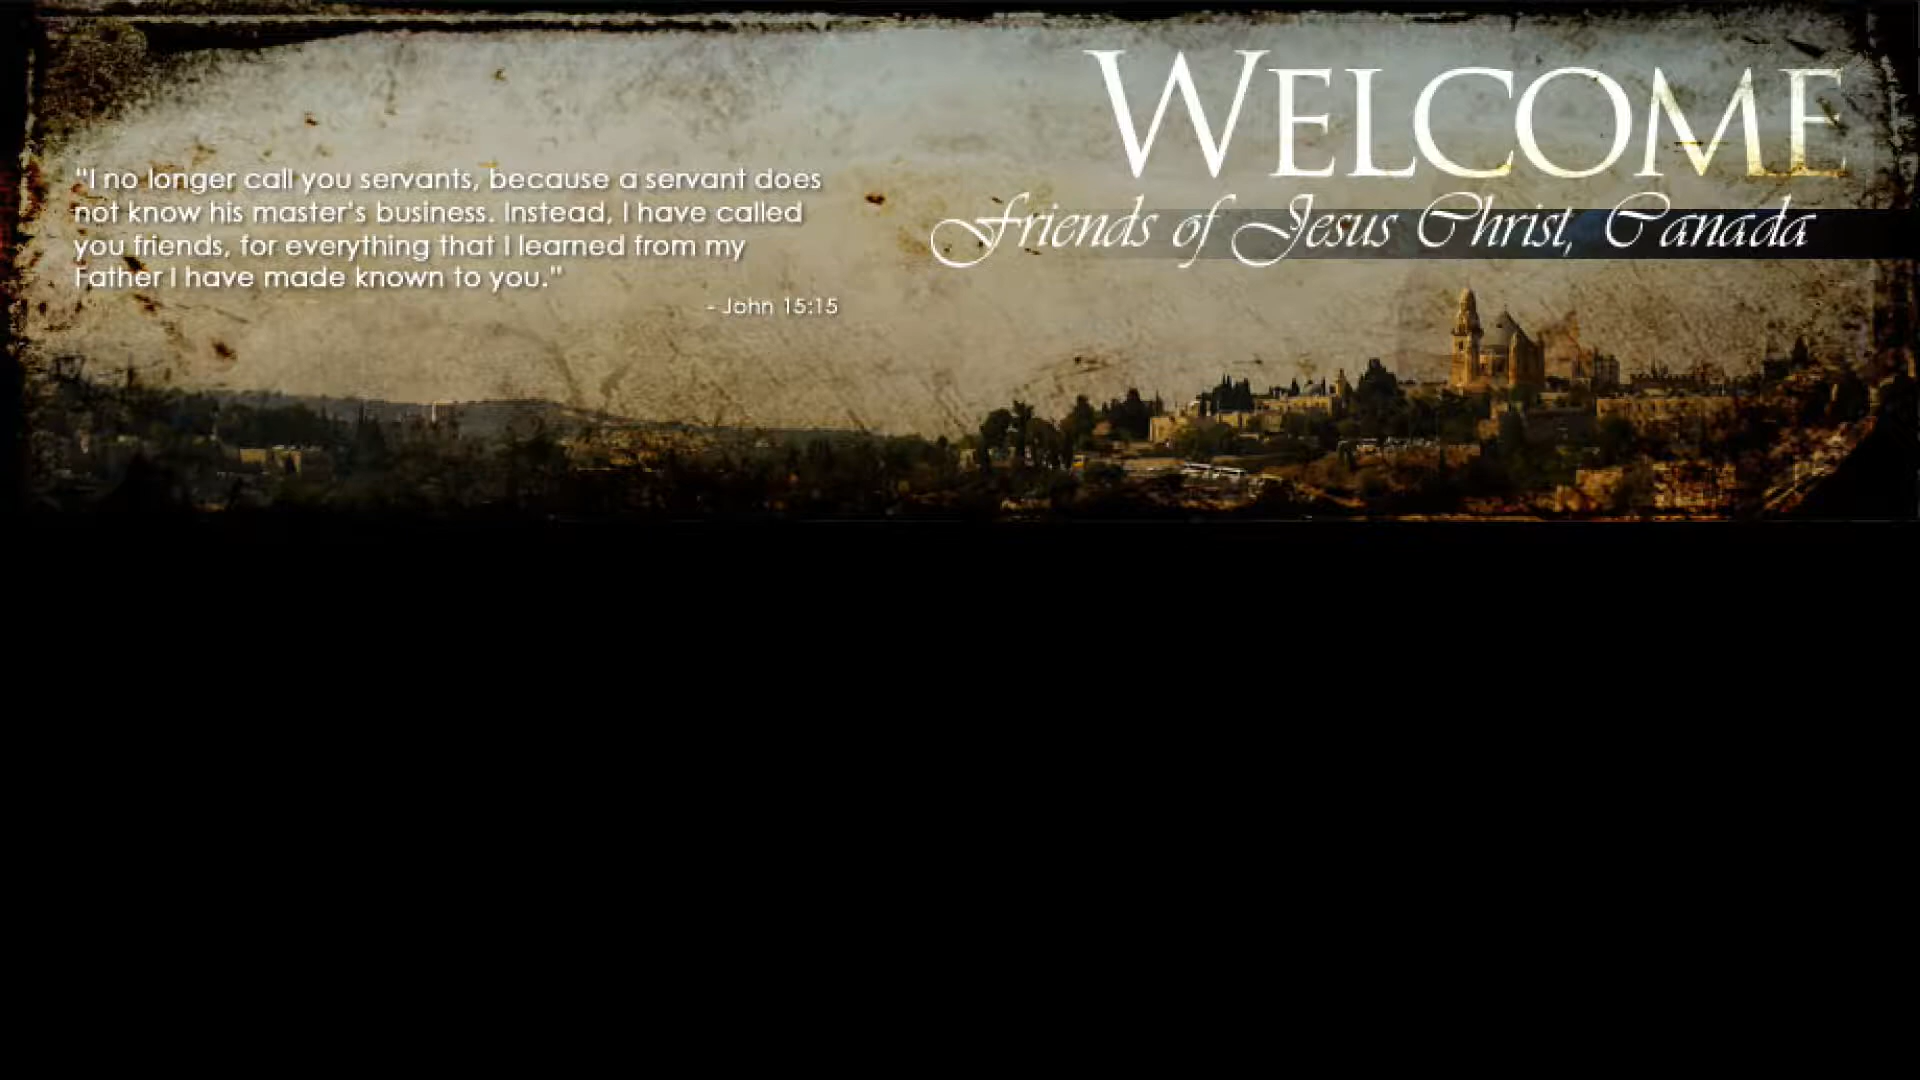 WELCOME
Friends of Jesus Christ, Canada
"I no longer call you servants, because a servant does
not know his master's business. Instead, I have called
you friends, for everything that I learned from my
Father I have made known to you."
- John 15:15